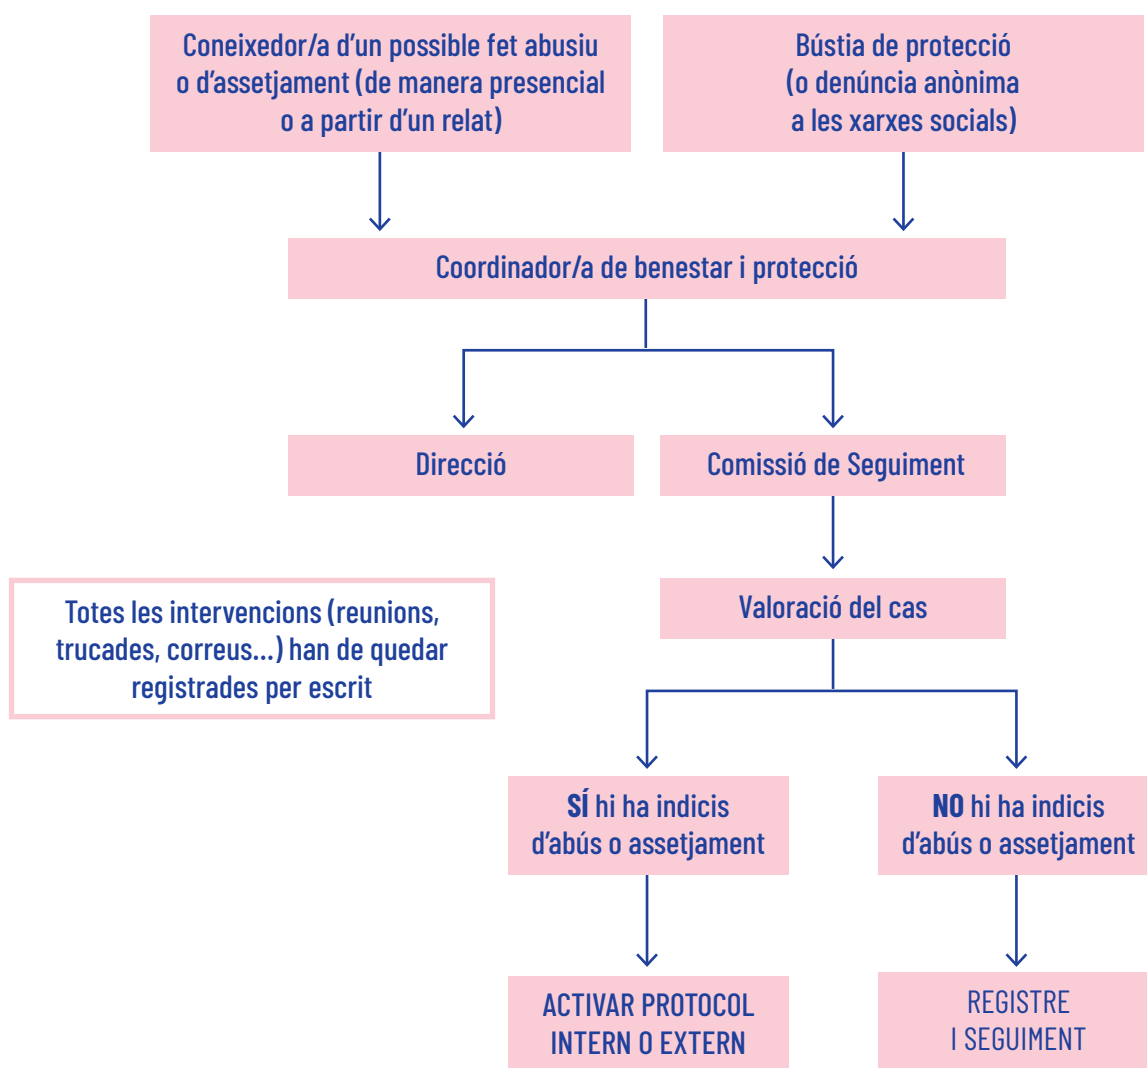 Coneixedor/a d'un possible fet abusiu
o d'assetjament (de manera presencial
o a partir d'un relat)
Bústia de protecció
(o denúncia anònima
a les xarxes socials)
Coordinador/a de benestar i protecció
Direcció
Comissió de Seguiment
Totes les intervencions (reunions,
trucades, correus...) han de quedar
registrades per escrit
Valoració del cas
SÍ hi ha indicis
d'abús o assetjament
NO hi ha indicis
d'abús o assetjament
ACTIVAR PROTOCOL
INTERN O EXTERN
REGISTRE
I SEGUIMENT